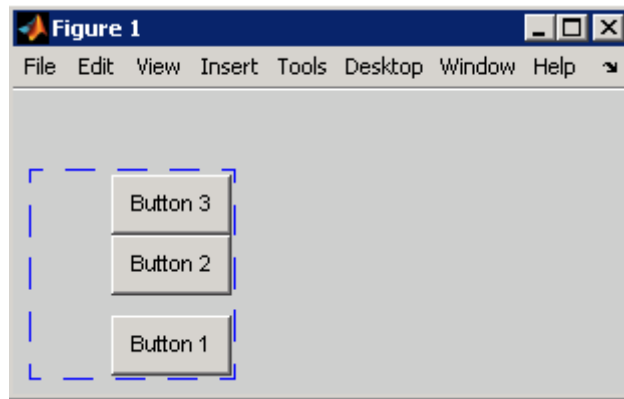 Figure 1
File Edit View Insert Tools Desktop Window Help
Button 3
Button 2
Button 1